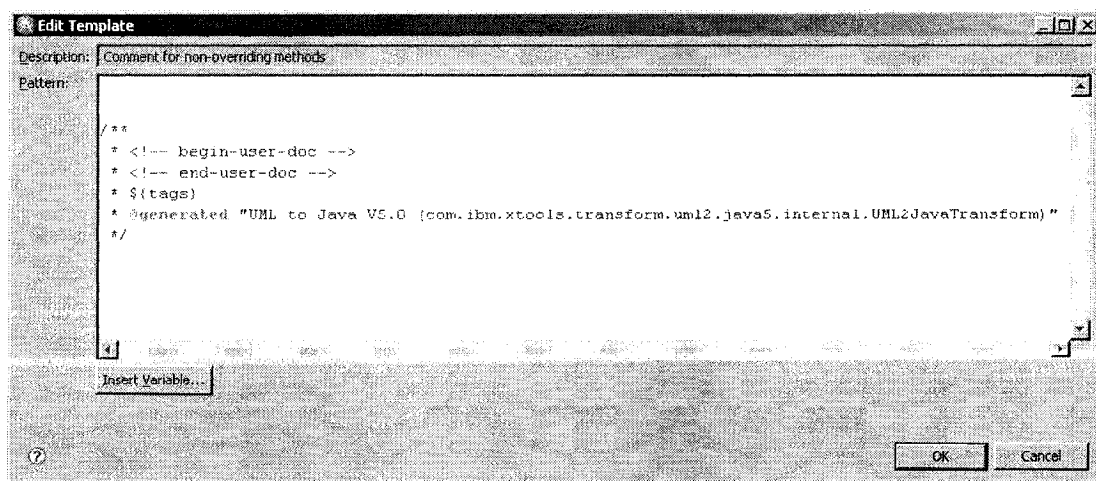 Edit Template
Description: Comment for non-overriding methods
Pattern:
/**
* <!-- begin-user-doc -->
* <!-- end-user-doc -->
* ${tags}
* @generated "UML to Java V5.0 (com.ibm.xtools.transform.uml2.java5.internal.UML2JavaTransform)"
*/
Insert Variable...
OK Cancel